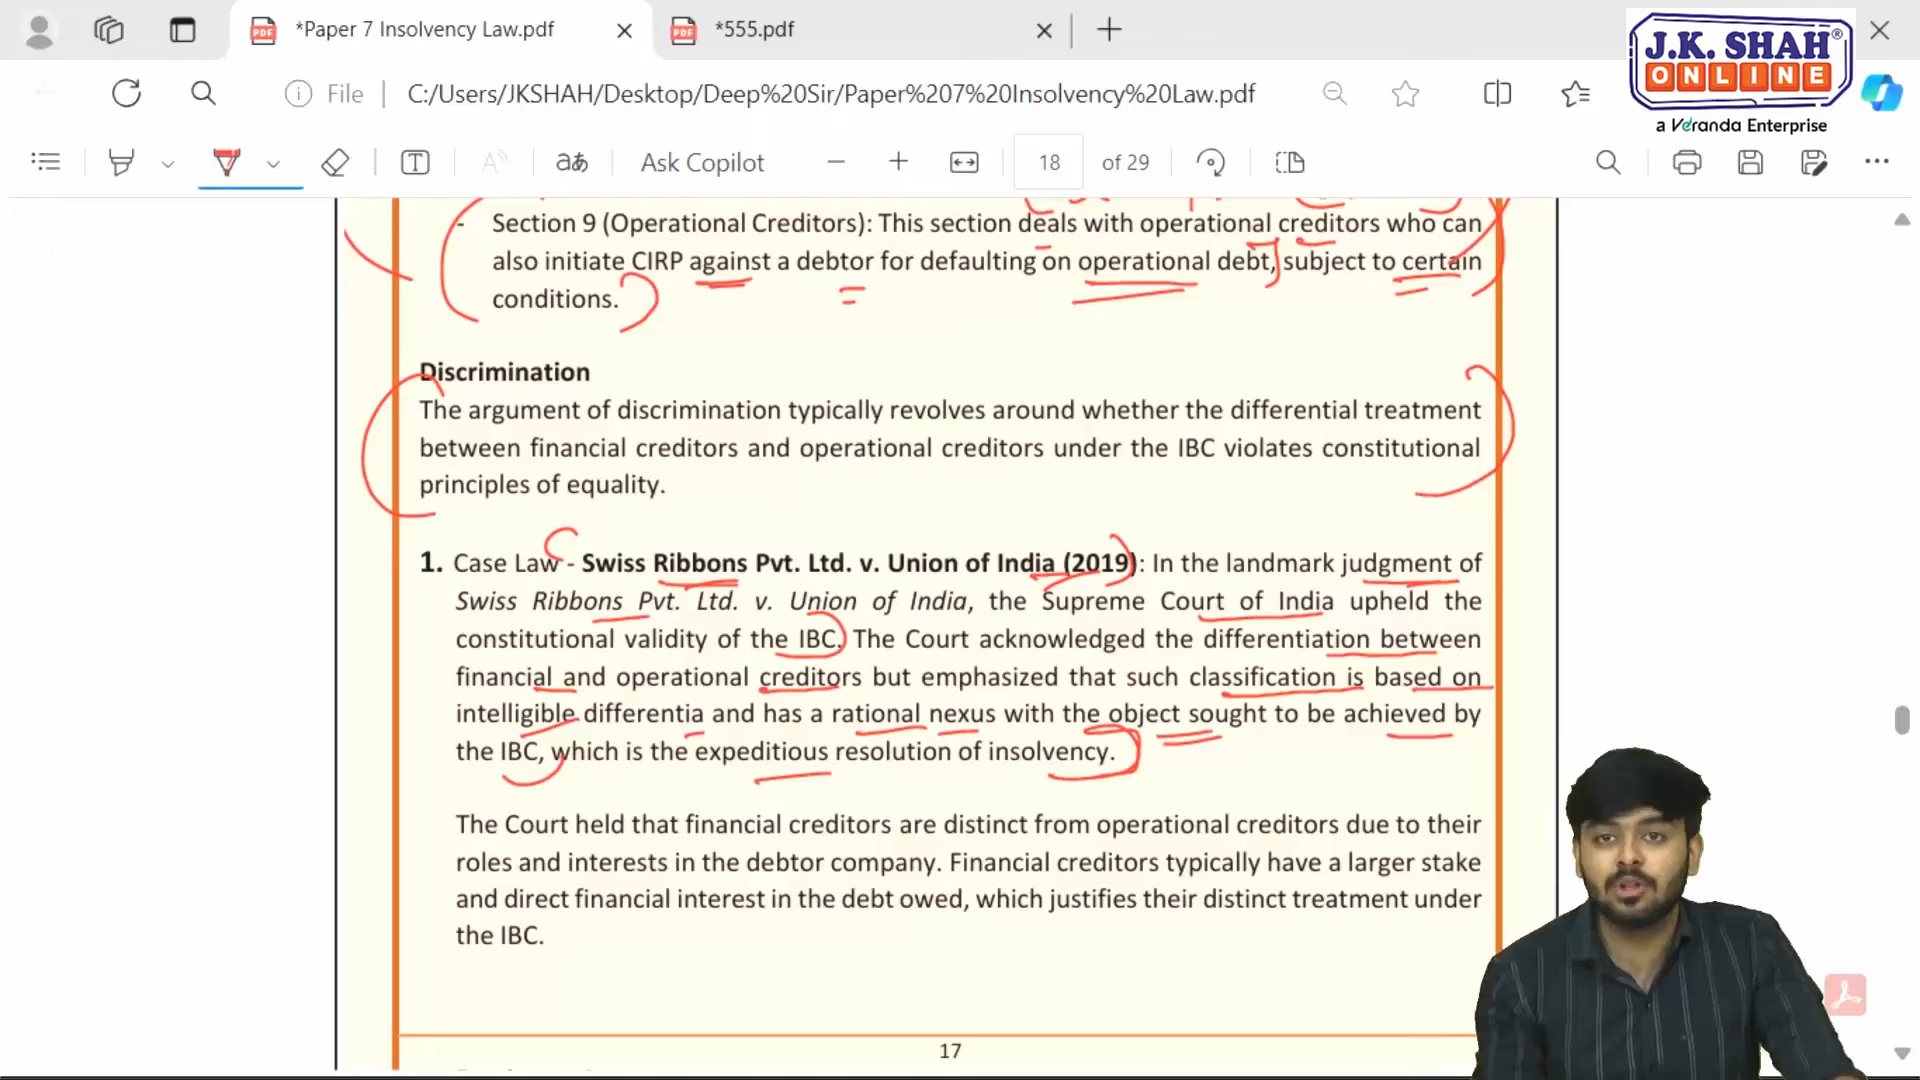 *Paper 7 Insolvency Law.pdf
*555.pdf
J.K. SHAH®
ONLINE
a Veranda Enterprise
File
C:/Users/JKSHAH/Desktop/Deep%20Sir/Paper%207%20Insolvency%20Law.pdf
Ask Copilot
18 of 29
- Section 9 (Operational Creditors): This section deals with operational creditors who can
also initiate CIRP against a debtor for defaulting on operational debt, subject to certain
conditions.
Discrimination
The argument of discrimination typically revolves around whether the differential treatment
between financial creditors and operational creditors under the IBC violates constitutional
principles of equality.
1. Case Law - Swiss Ribbons Pvt. Ltd. v. Union of India (2019): In the landmark judgment of
Swiss Ribbons Pvt. Ltd. v. Union of India, the Supreme Court of India upheld the
constitutional validity of the IBC. The Court acknowledged the differentiation between
financial and operational creditors but emphasized that such classification is based on
intelligible differentia and has a rational nexus with the object sought to be achieved by
the IBC, which is the expeditious resolution of insolvency.
The Court held that financial creditors are distinct from operational creditors due to their
roles and interests in the debtor company. Financial creditors typically have a larger stake
and direct financial interest in the debt owed, which justifies their distinct treatment under
the IBC.
17